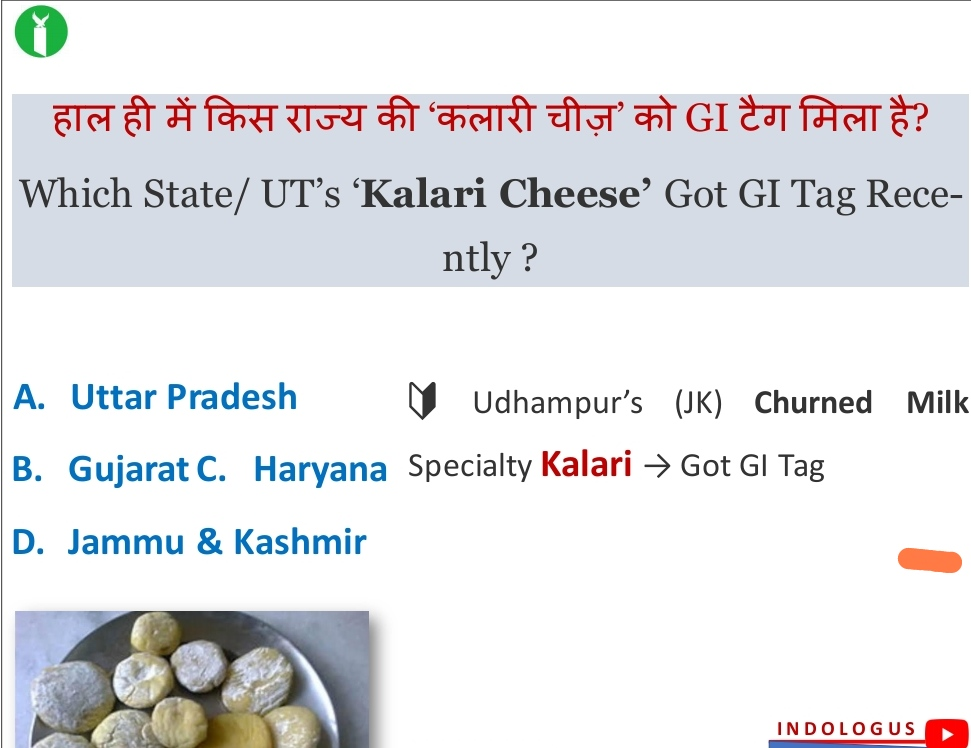 हाल ही में किस राज्य की ‘कलारी चीज़’ को GI टैग मिला है?
Which State/ UT’s ‘Kalari Cheese’ Got GI Tag Rece-
ntly ?
A. Uttar Pradesh
B. Gujarat C. Haryana
D. Jammu & Kashmir
Udhampur’s (JK) Churned Milk
Specialty Kalari → Got GI Tag
INDOLOGUS